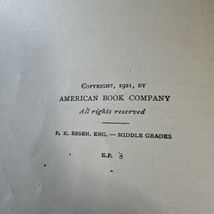 COPYRIGHT, 1921, BY
AMERICAN BOOK COMPANY
All rights reserved
P. K. ESSEN. ENG. — MIDDLE GRADES
E.P. 8